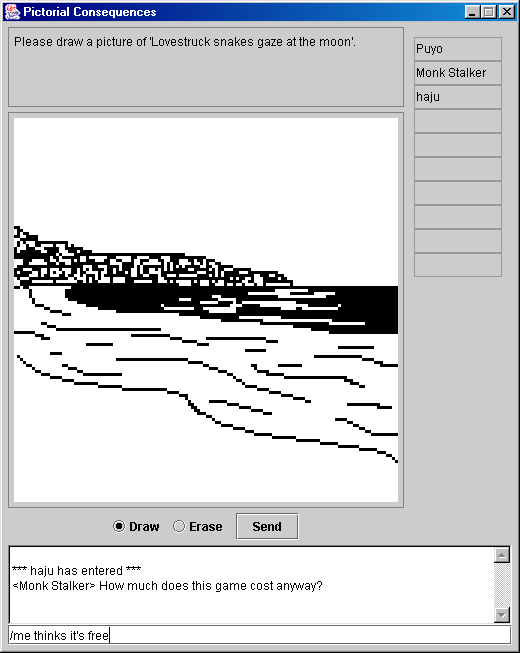 Pictorial Consequences
Please draw a picture of 'Lovestruck snakes gaze at the moon'.
Puyo
Monk Stalker
haju
Draw
Erase
Send
*** haju has entered ***
<Monk Stalker> How much does this game cost anyway?
/me thinks it's free